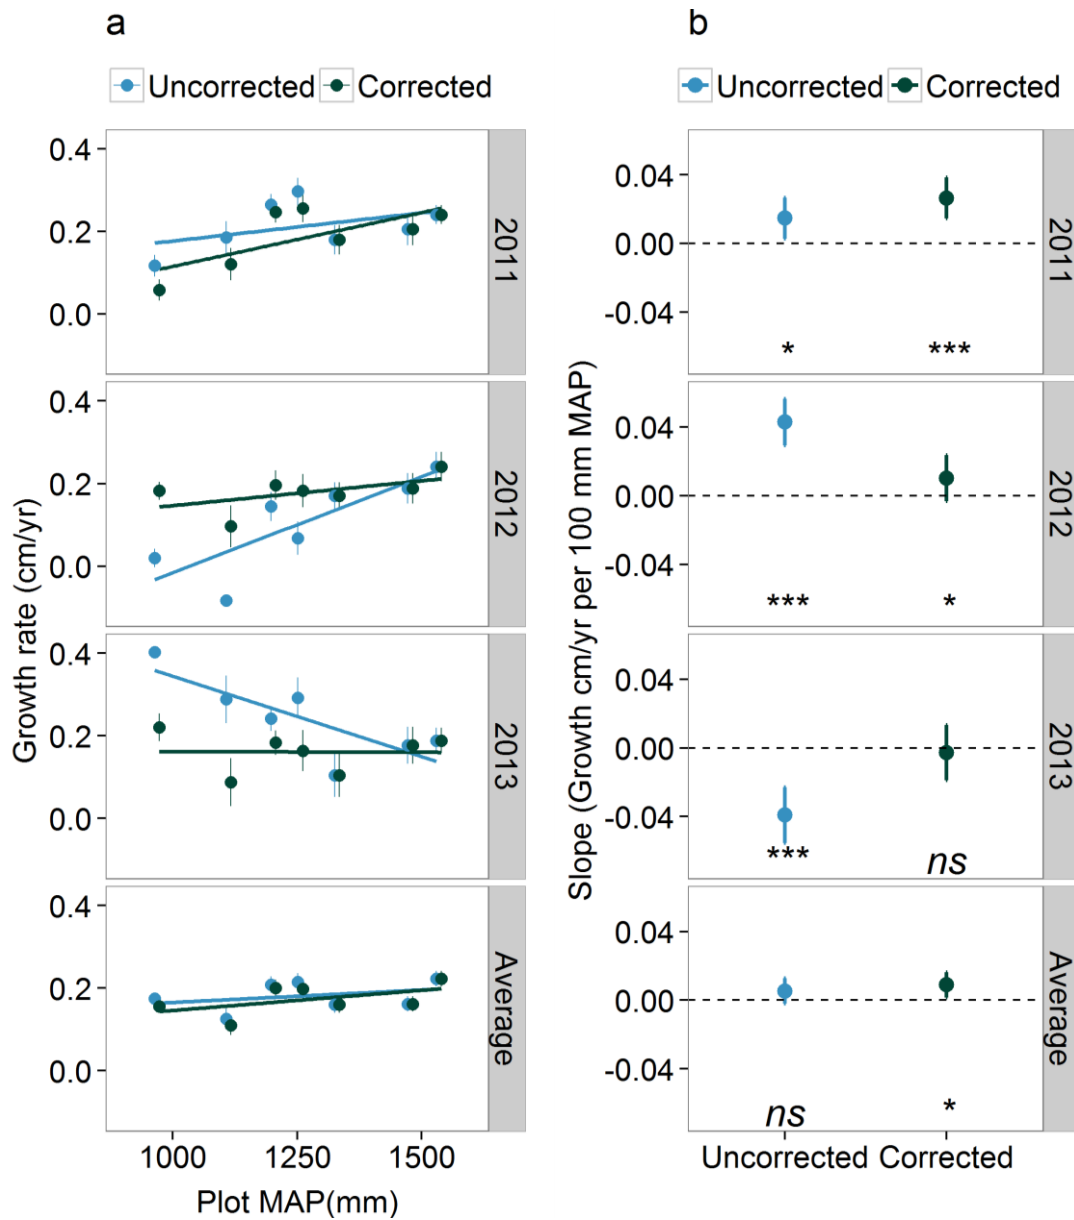 a
Uncorrected Corrected
Growth rate (cm/yr)
0.4
0.2
0.0
2011
0.4
0.2
0.0
2012
0.4
0.2
0.0
2013
0.4
0.2
0.0
Average
1000 1250 1500
Plot MAP(mm)
b
Uncorrected Corrected
Slope (Growth cm/yr per 100 mm MAP)
0.04
0.00
-0.04
* ***
2011
0.04
0.00
-0.04
*** *
2012
0.04
0.00
-0.04
*** ns
2013
0.04
0.00
-0.04
ns *
Average
Uncorrected Corrected